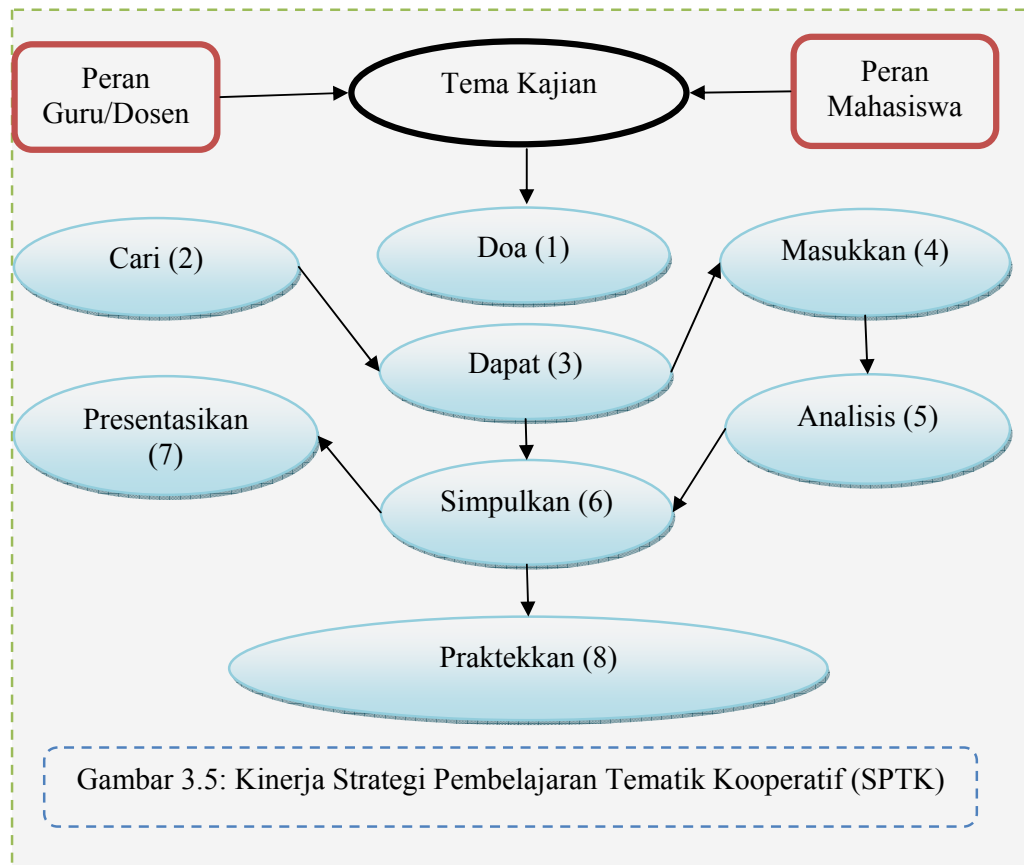 Peran
Guru/Dosen
Tema Kajian
Peran
Mahasiswa
Cari (2)
Doa (1)
Masukkan (4)
Dapat (3)
Presentasikan
(7)
Analisis (5)
Simpulkan (6)
Praktekkan (8)
Gambar 3.5: Kinerja Strategi Pembelajaran Tematik Kooperatif (SPTK)